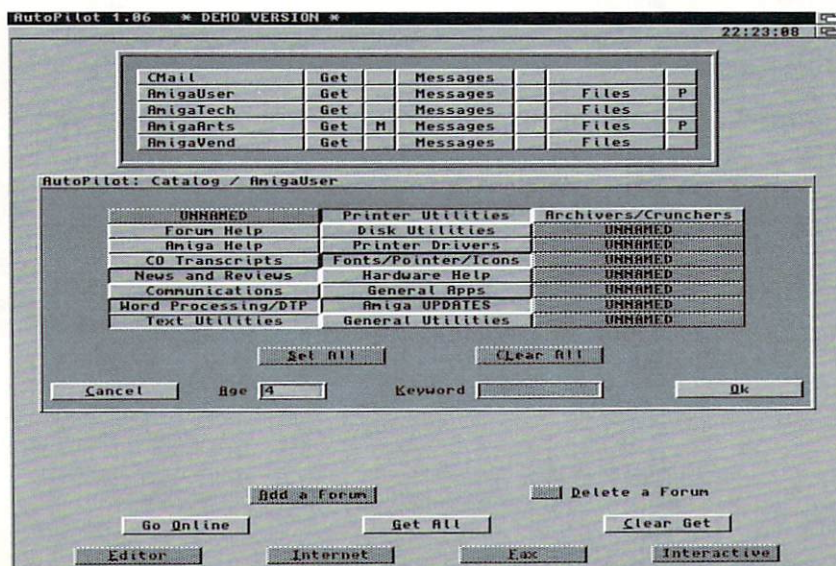 AutoPilot 1.06 * DEMO VERSION *
22:23:08
CMail Get Messages
AmigaUser Get Messages Files P
AmigaTech Get Messages Files
AmigaArts Get M Messages Files P
AmigaVend Get Messages Files
AutoPilot: Catalog / AmigaUser
UNNAMED Printer Utilities Archivers/Crunchers
Forum Help Disk Utilities UNNAMED
Amiga Help Printer Drivers UNNAMED
CO Transcripts Fonts/Pointer/Icons UNNAMED
News and Reviews Hardware Help UNNAMED
Communications General Apps UNNAMED
Word Processing/DTP Amiga UPDATES UNNAMED
Text Utilities General Utilities UNNAMED
Set All Clear All
Cancel Age 4 Keyword Ok
Add a Forum Delete a Forum
Go Online Get All Clear Get
Editor Internet Fax Interactive